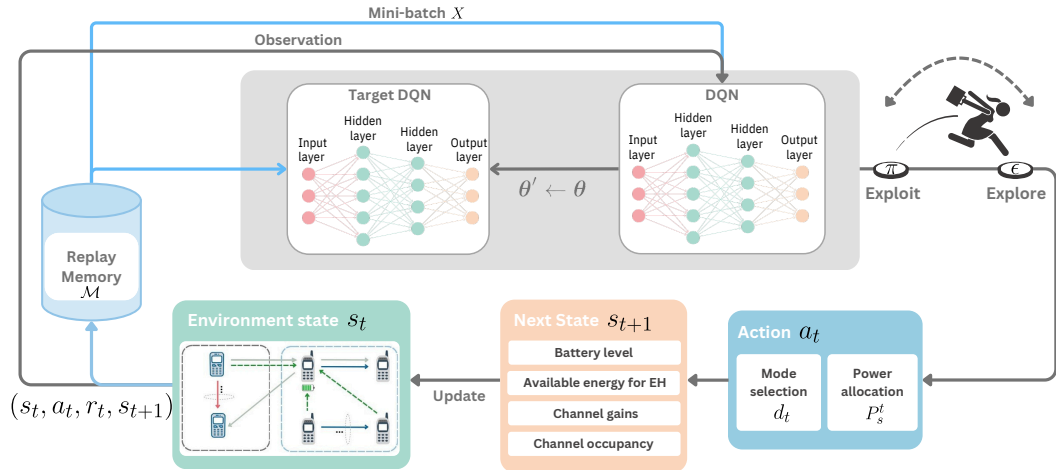 Mini-batch X
Observation
Target DQN
Input
layer
Hidden
layer
Hidden
layer
Output
layer
θ′ ← θ
DQN
Input
layer
Hidden
layer
Hidden
layer
Output
layer
π
Exploit
ϵ
Explore
Replay
Memory
ℳ
(s_t, a_t, r_t, s_{t+1})
Environment state s_t
...
...
Update
Next State s_{t+1}
Battery level
Available energy for EH
Channel gains
Channel occupancy
Action a_t
Mode
selection
d_t
Power
allocation
P_s^t